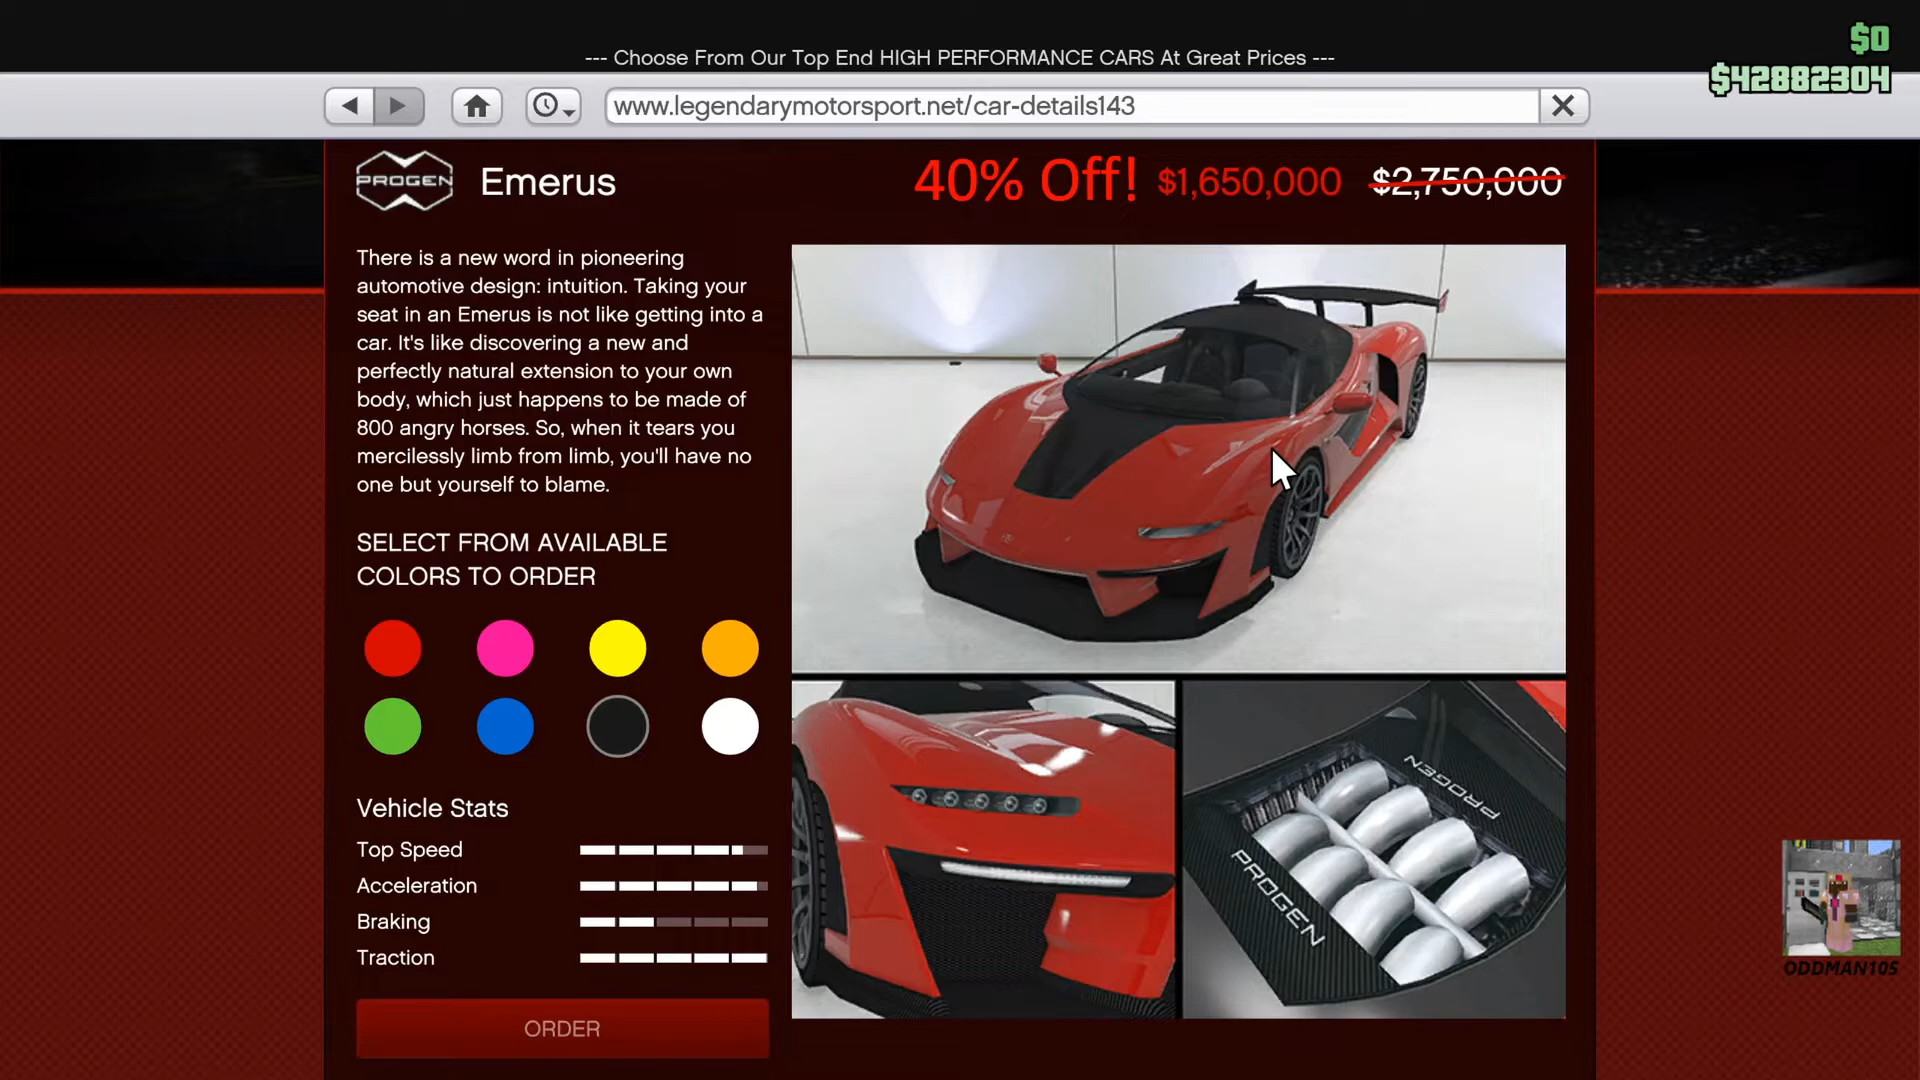 $0
--- Choose From Our Top End HIGH PERFORMANCE CARS At Great Prices ---
$42882304
www.legendarymotorsport.net/car-details143
PROGEN
Emerus
40% Off! $1,650,000 $2,750,000
There is a new word in pioneering
automotive design: intuition. Taking your
seat in an Emerus is not like getting into a
car. It's like discovering a new and
perfectly natural extension to your own
body, which just happens to be made of
800 angry horses. So, when it tears you
mercilessly limb from limb, you'll have no
one but yourself to blame.
SELECT FROM AVAILABLE
COLORS TO ORDER
Vehicle Stats
Top Speed
Acceleration
Braking
Traction
ORDER
PROGEN
PROGEN
ODDMAN105